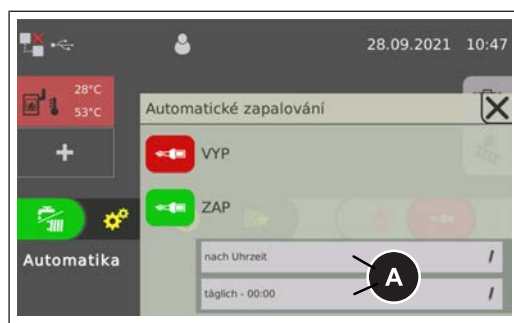 28.09.2021 10:47
28°C
53°C
Automatické zapalování
+
VYP
ZAP
Automatika
nach Uhrzeit
täglich - 00:00
A